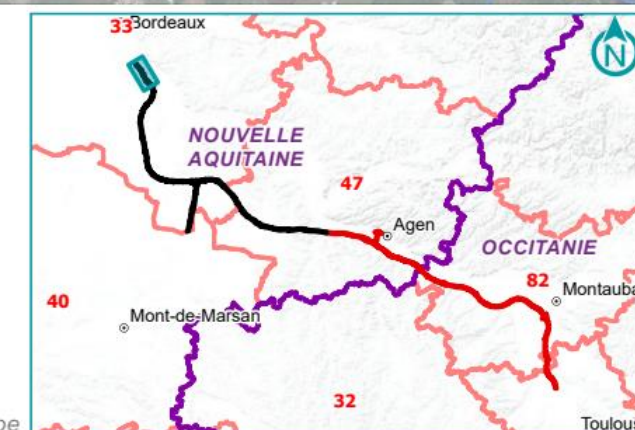 33
Bordeaux
N
NOUVELLE
AQUITAINE
47
Agen
OCCITANIE
82
Montauba
40
Mont-de-Marsan
32
Toulous